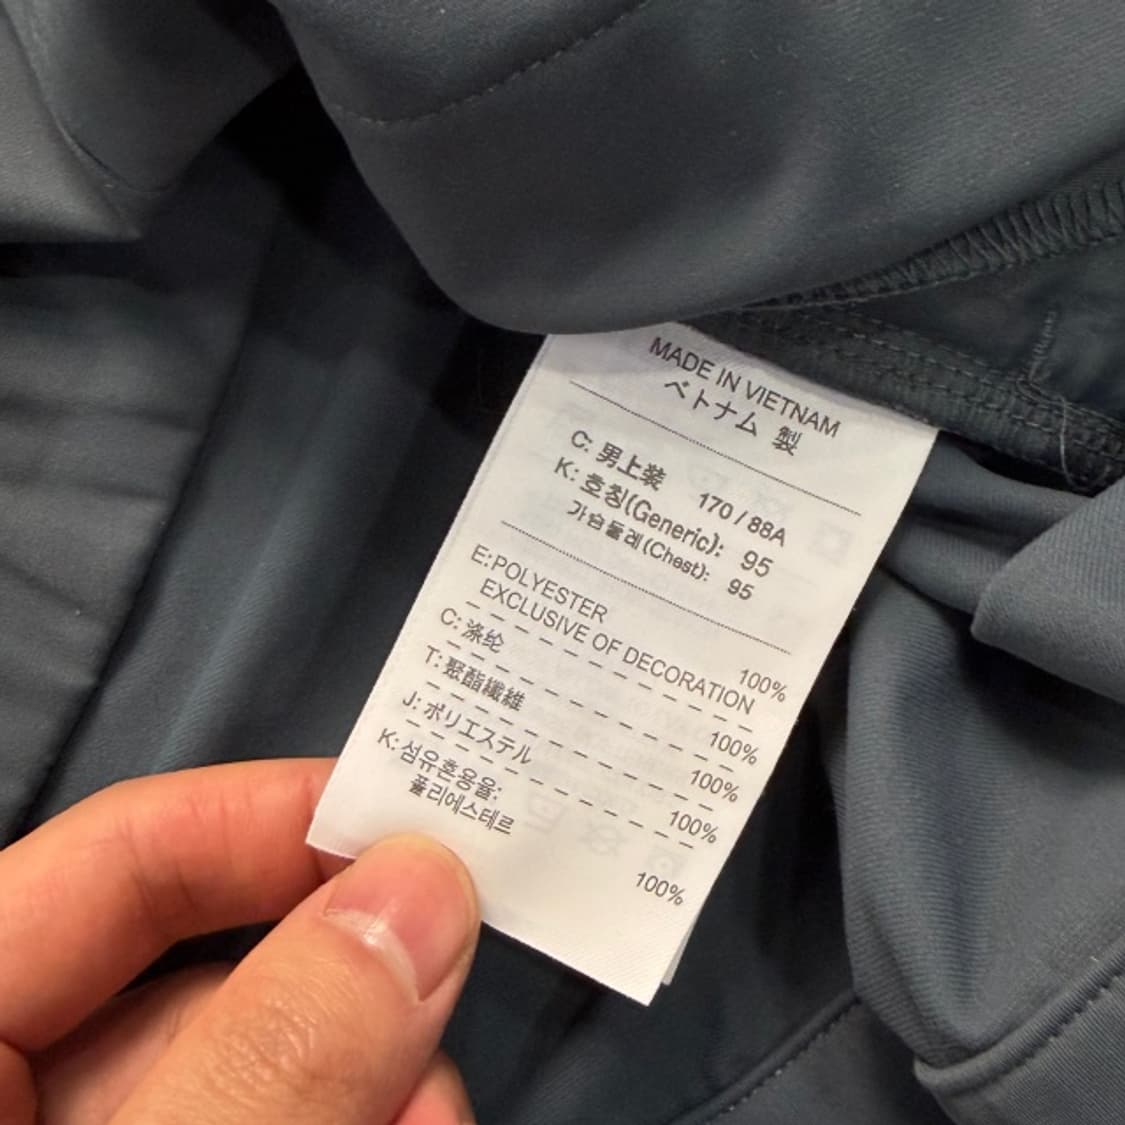 MADE IN VIETNAM
ベトナム 製
C: 男上装 170 / 88A
K: 호칭(Generic): 95
가슴둘레(Chest): 95
E: POLYESTER 100%
EXCLUSIVE OF DECORATION
C: 涤纶 100%
T: 聚酯纖維 100%
J: ポリエステル 100%
K: 섬유혼용율:
폴리에스테르 100%